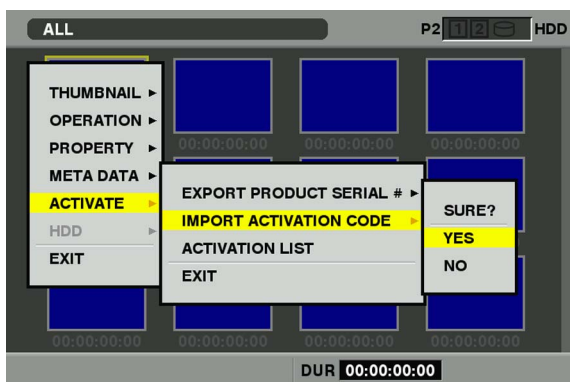 ALL
P2 1 2 HDD
THUMBNAIL
OPERATION
PROPERTY
META DATA
ACTIVATE
HDD
EXIT
00:00:00:00 00:00:00:00 00:00:00:00
EXPORT PRODUCT SERIAL #
IMPORT ACTIVATION CODE
ACTIVATION LIST
EXIT
SURE?
YES
NO
00:00:00:00 00:00:00:00 00:00:00:00 00:00:00:00
DUR 00:00:00:00